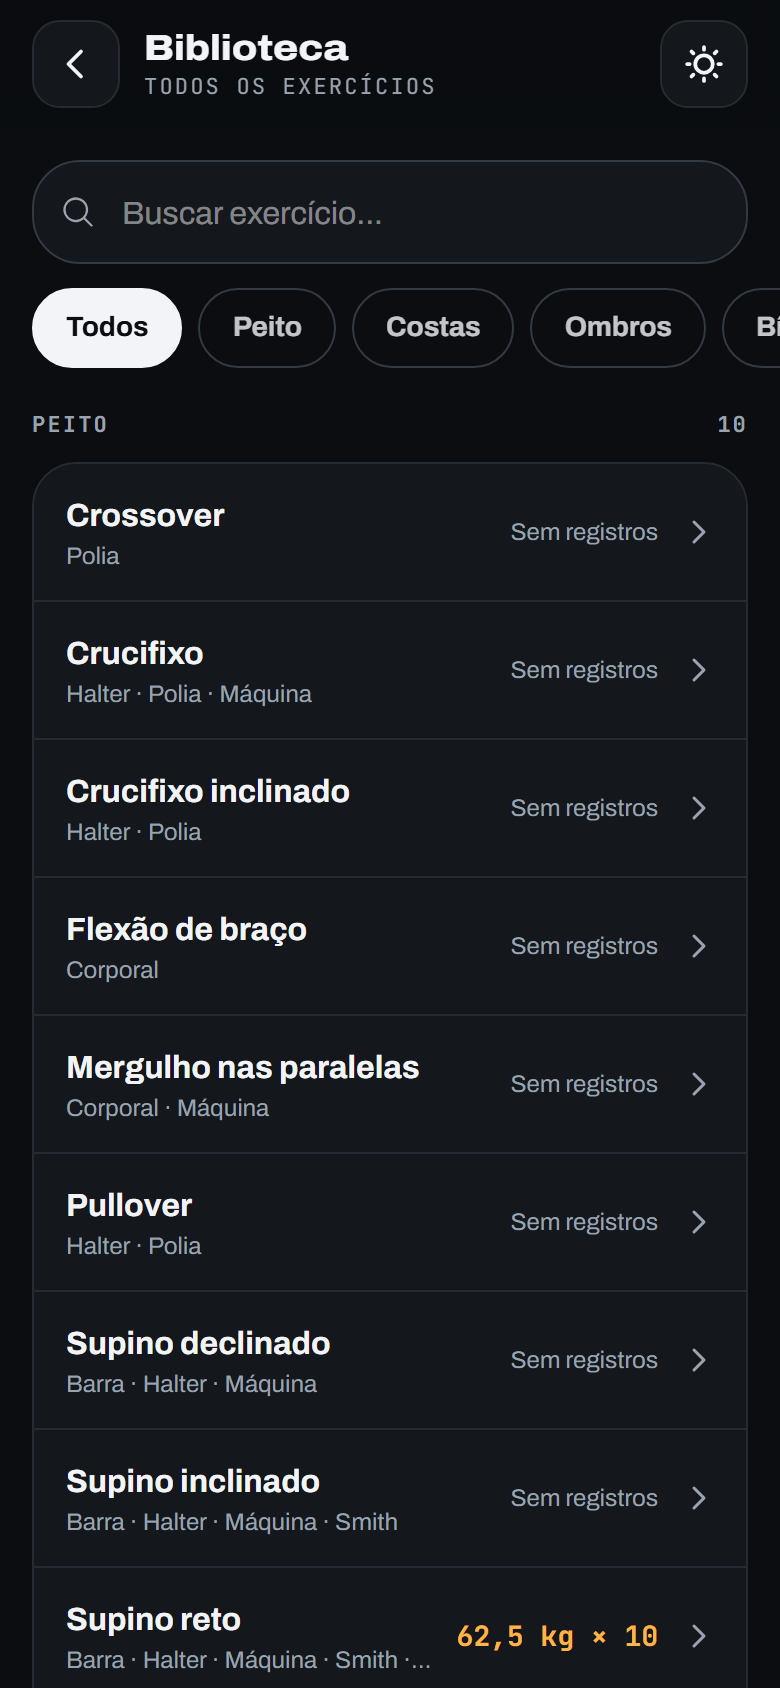 Biblioteca
TODOS OS EXERCÍCIOS
Buscar exercício...
Todos
Peito
Costas
Ombros
PEITO
10
Crossover
Polia
Sem registros
Crucifixo
Halter · Polia · Máquina
Sem registros
Crucifixo inclinado
Halter · Polia
Sem registros
Flexão de braço
Corporal
Sem registros
Mergulho nas paralelas
Corporal · Máquina
Sem registros
Pullover
Halter · Polia
Sem registros
Supino declinado
Barra · Halter · Máquina
Sem registros
Supino inclinado
Barra · Halter · Máquina · Smith
Sem registros
Supino reto
Barra · Halter · Máquina · Smith ·...
62,5 kg × 10